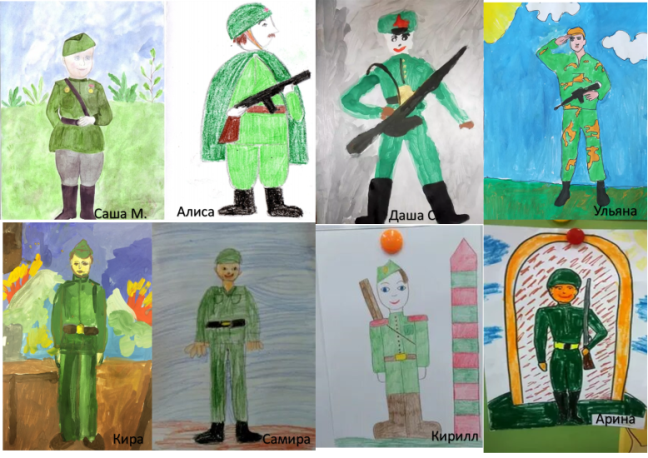 Саша М.
Алиса
Даша С.
Ульяна
Кира
Самира
Кирилл
Арина